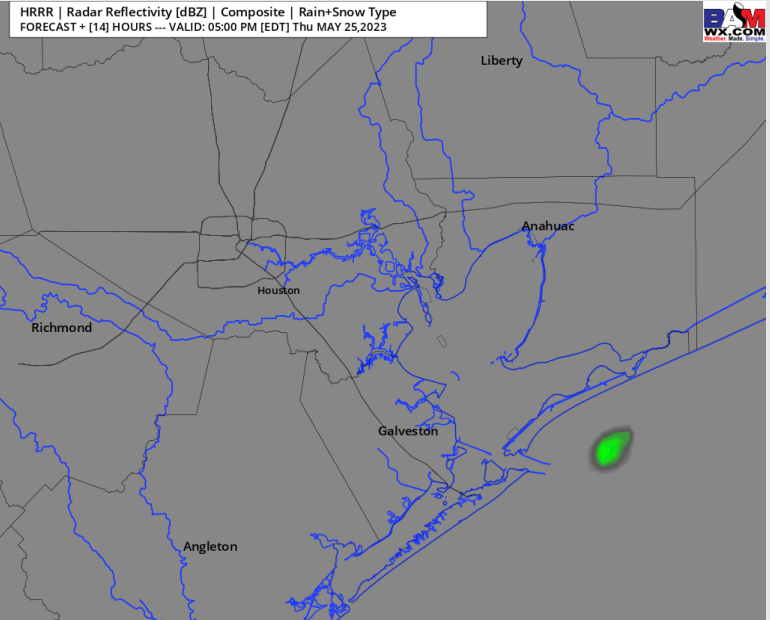 HRRR | Radar Reflectivity [dBZ] | Composite | Rain+Snow Type
FORECAST + [14] HOURS --- VALID: 05:00 PM [EDT] Thu MAY 25,2023
BAM
WX.COM
Weather. Made. Simple.
Liberty
Anahuac
Houston
Richmond
Galveston
Angleton